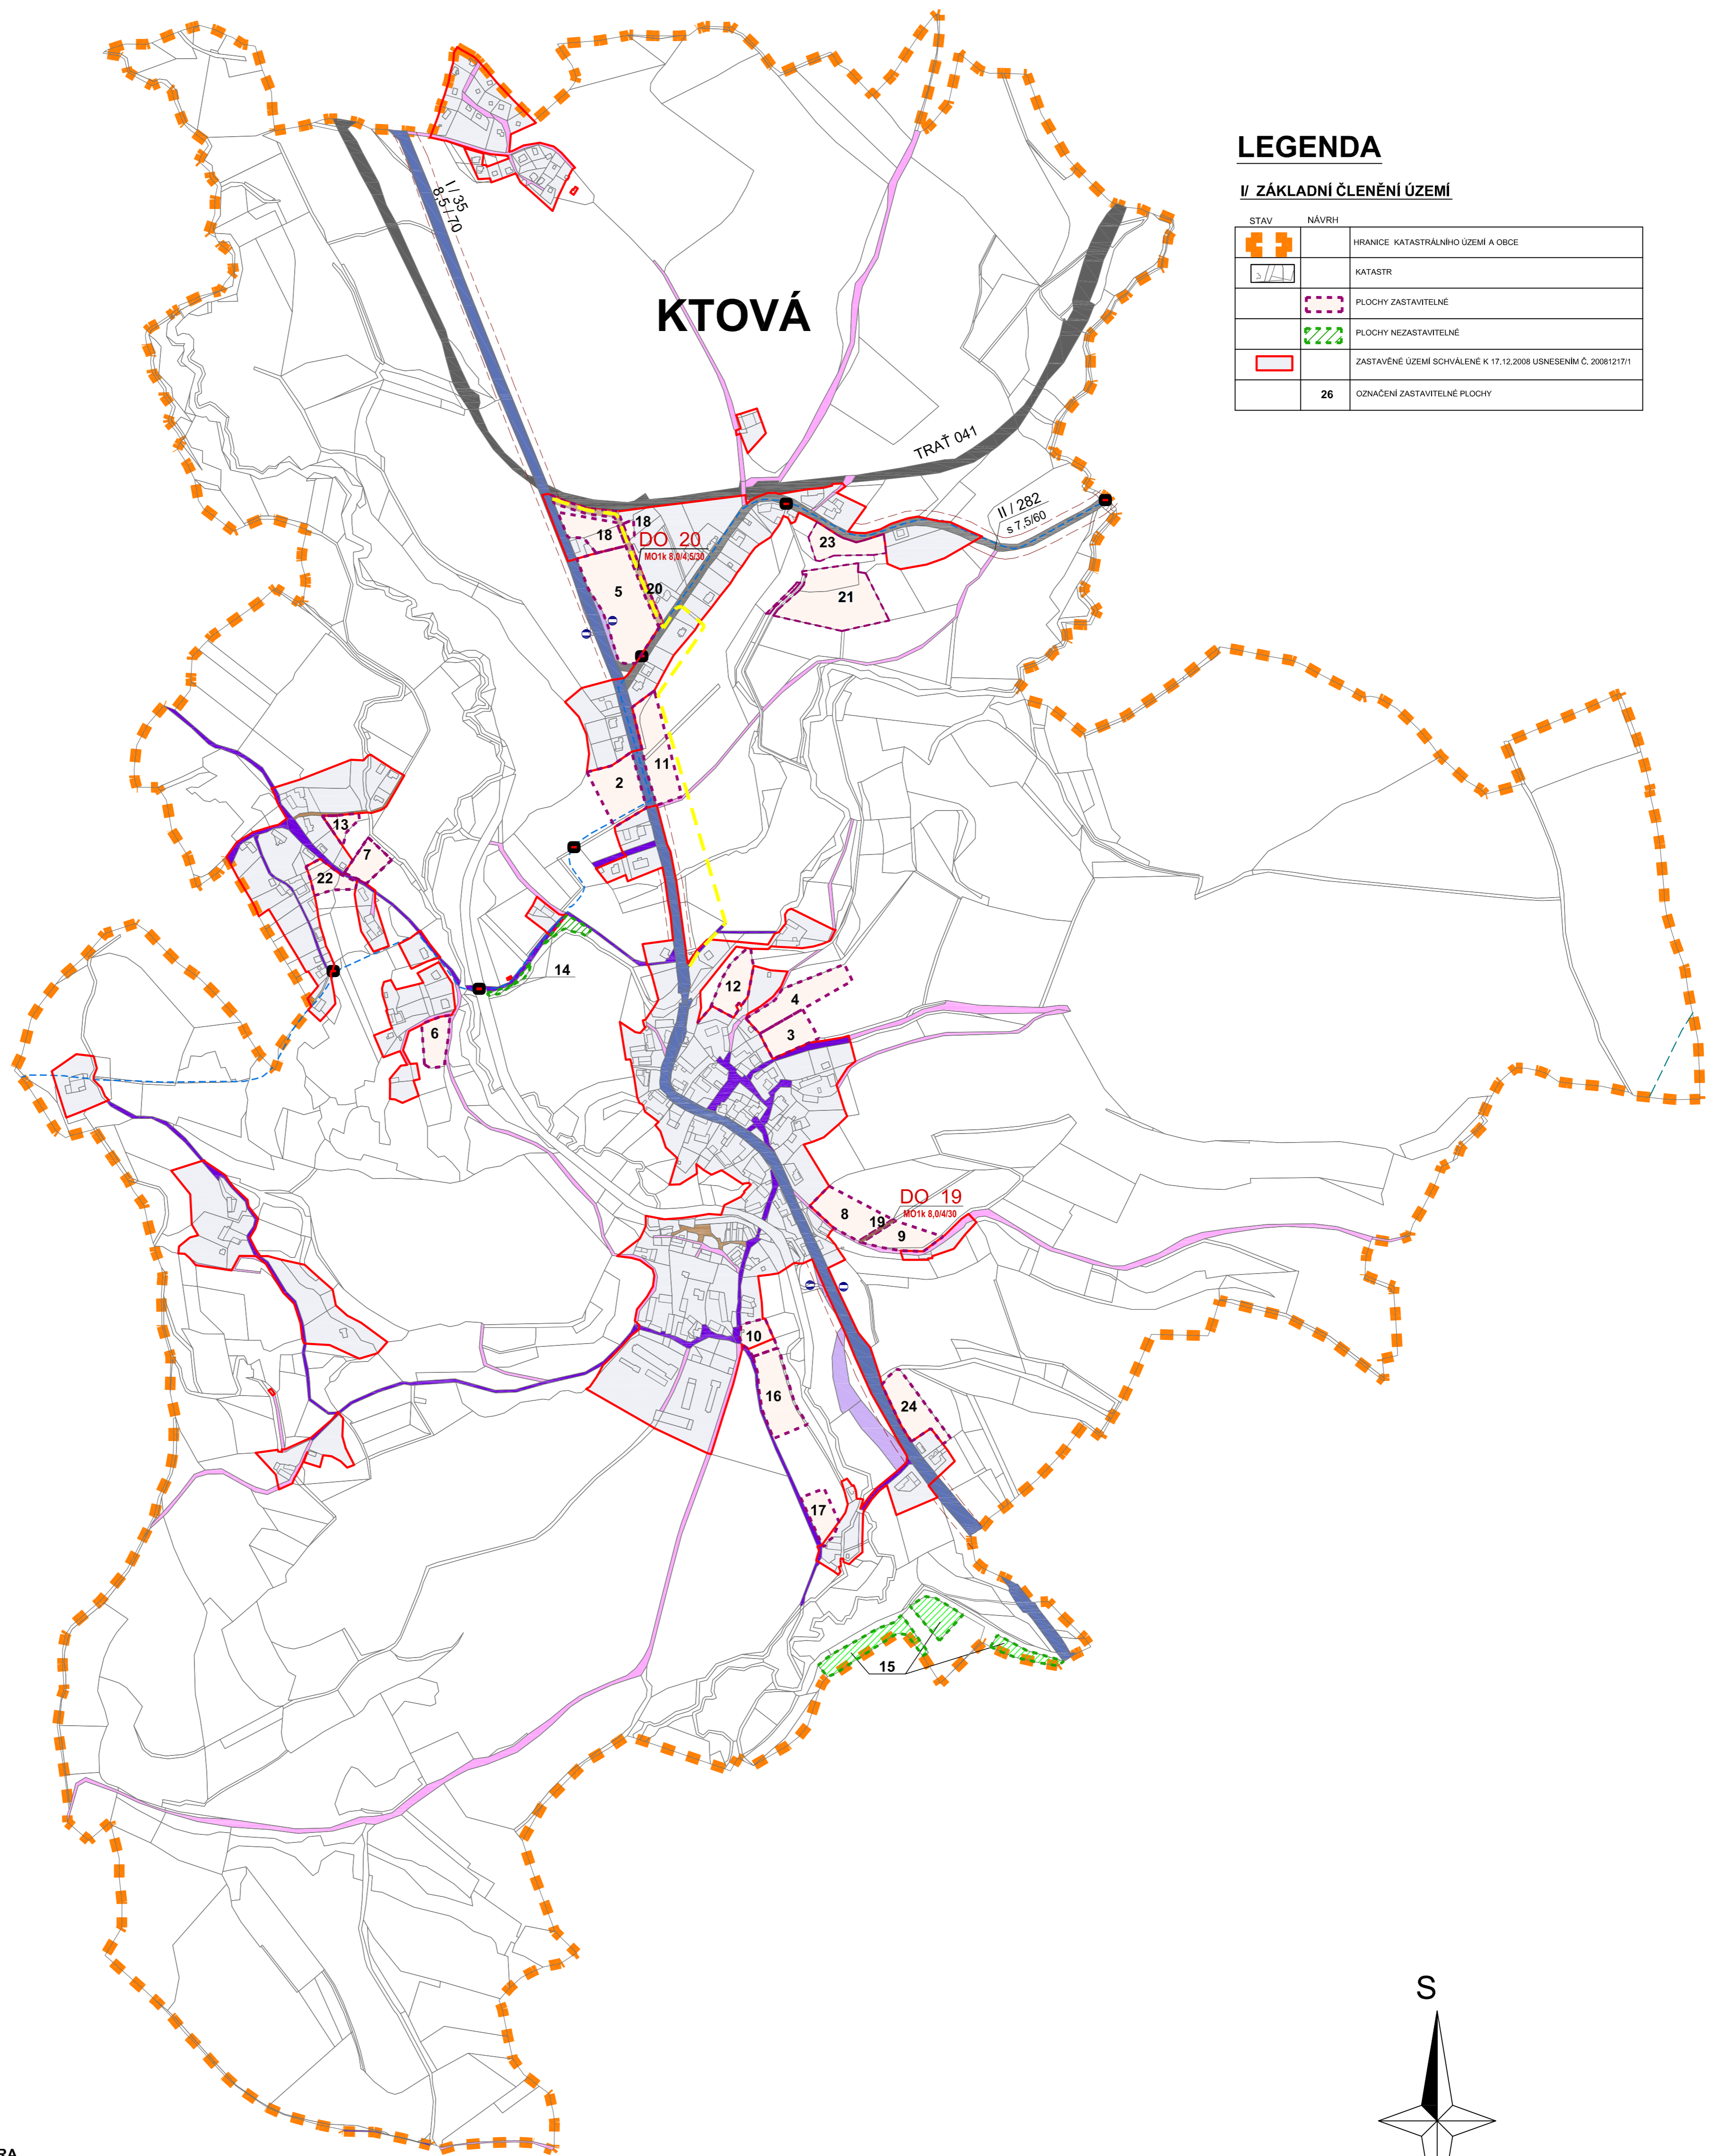 LEGENDA
I/ ZÁKLADNÍ ČLENĚNÍ ÚZEMÍ
STAV NÁVRH
HRANICE KATASTRÁLNÍHO ÚZEMÍ A OBCE
KATASTR
PLOCHY ZASTAVITELNÉ
PLOCHY NEZASTAVITELNÉ
ZASTAVĚNÉ ÚZEMÍ SCHVÁLENÉ K 17.12.2008 USNESENÍM Č. 20081217/1
26 OZNAČENÍ ZASTAVITELNÉ PLOCHY
I / 35
8,5 / 70
KTOVÁ
TRAŤ 041
II / 282
s 7,5/60
18
18
DO 20
MO1k 8,0/4,5/30
23
5
20
21
11
2
13
7
22
14
12
4
3
6
DO 19
MO1k 8,0/4/30
8
19
9
10
16
24
17
15
S
RA